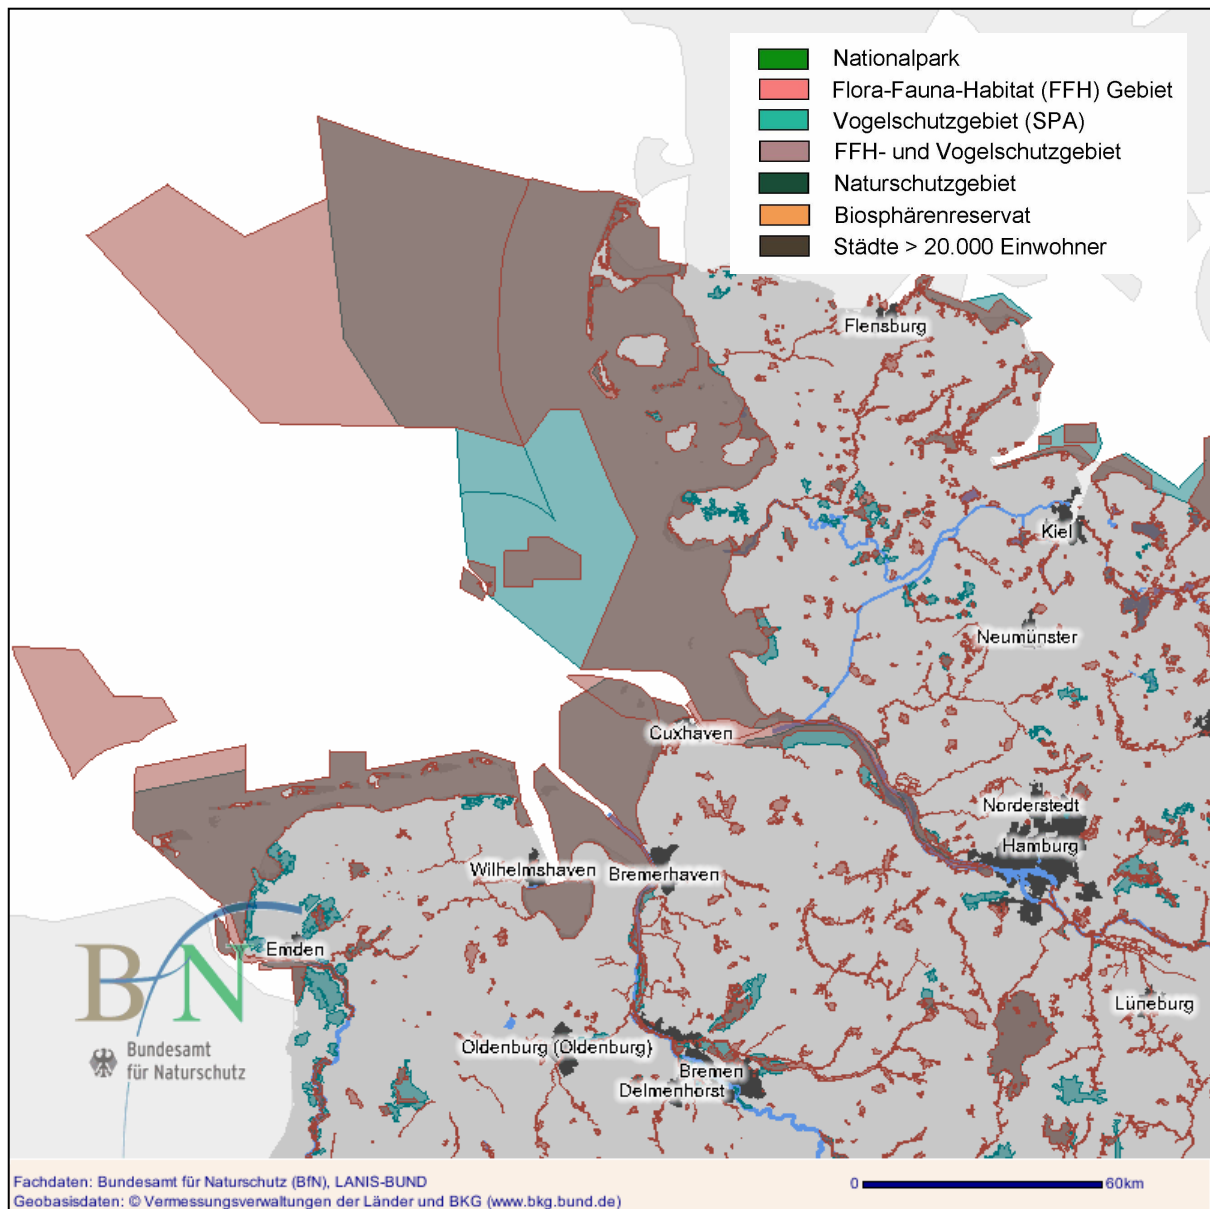 Nationalpark
Flora-Fauna-Habitat (FFH) Gebiet
Vogelschutzgebiet (SPA)
FFH- und Vogelschutzgebiet
Naturschutzgebiet
Biosphärenreservat
Städte > 20.000 Einwohner
Flensburg
Kiel
Neumünster
Cuxhaven
Norderstedt
Hamburg
Wilhelmshaven
Bremerhaven
Emden
BfN
Bundesamt
für Naturschutz
Lüneburg
Oldenburg (Oldenburg)
Bremen
Delmenhorst
Fachdaten: Bundesamt für Naturschutz (BfN), LANIS-BUND
Geobasisdaten: © Vermessungsverwaltungen der Länder und BKG (www.bkg.bund.de)
0 60km